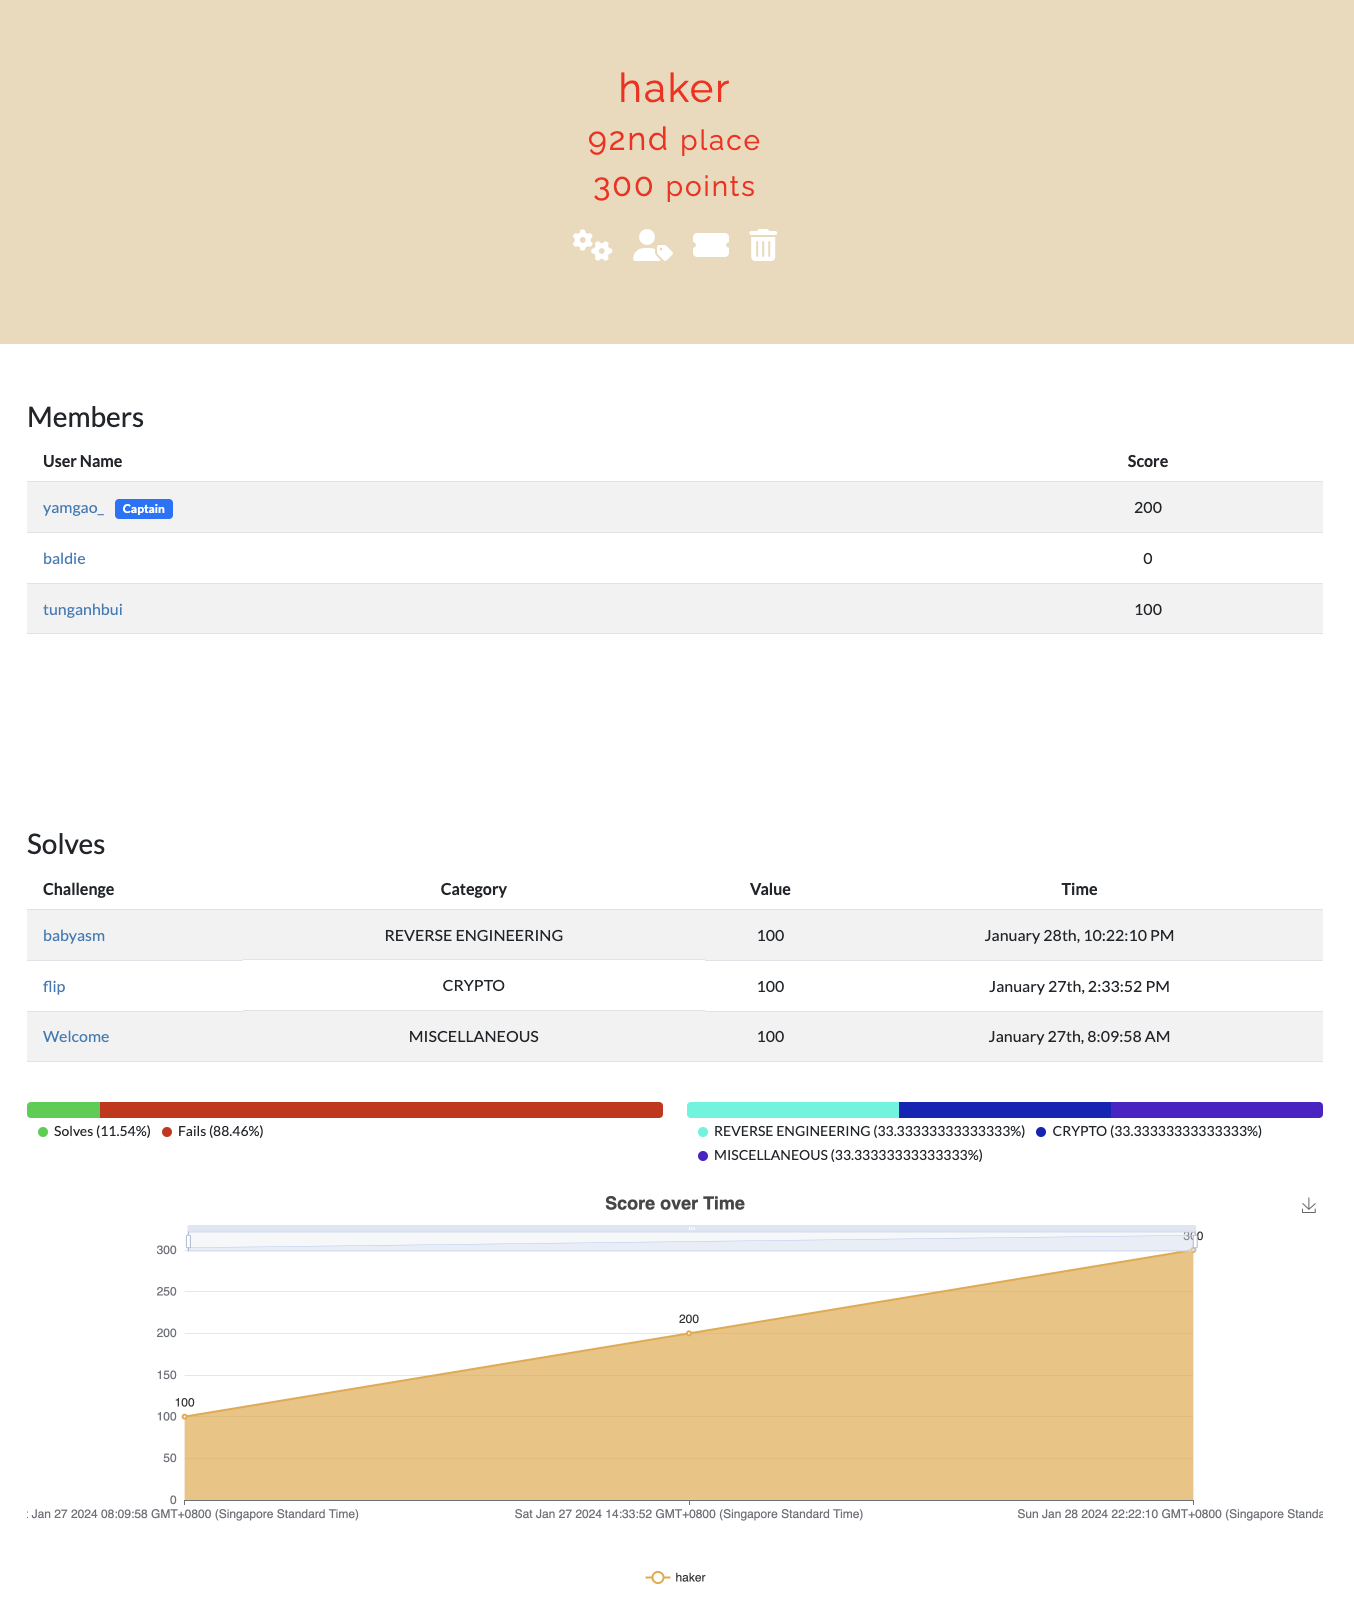 haker
92nd place
300 points
Members
User Name Score
yamgao_ Captain 200
baldie 0
tunganhbui 100
Solves
Challenge Category Value Time
babyasm REVERSE ENGINEERING 100 January 28th, 10:22:10 PM
flip CRYPTO 100 January 27th, 2:33:52 PM
Welcome MISCELLANEOUS 100 January 27th, 8:09:58 AM
Solves (11.54%) Fails (88.46%)
REVERSE ENGINEERING (33.33333333333333%) CRYPTO (33.33333333333333%)
MISCELLANEOUS (33.33333333333333%)
Score over Time
300
300
250
200
200
150
100
100
50
0
Jan 27 2024 08:09:58 GMT+0800 (Singapore Standard Time) Sat Jan 27 2024 14:33:52 GMT+0800 (Singapore Standard Time) Sun Jan 28 2024 22:22:10 GMT+0800 (Singapore Standa
haker